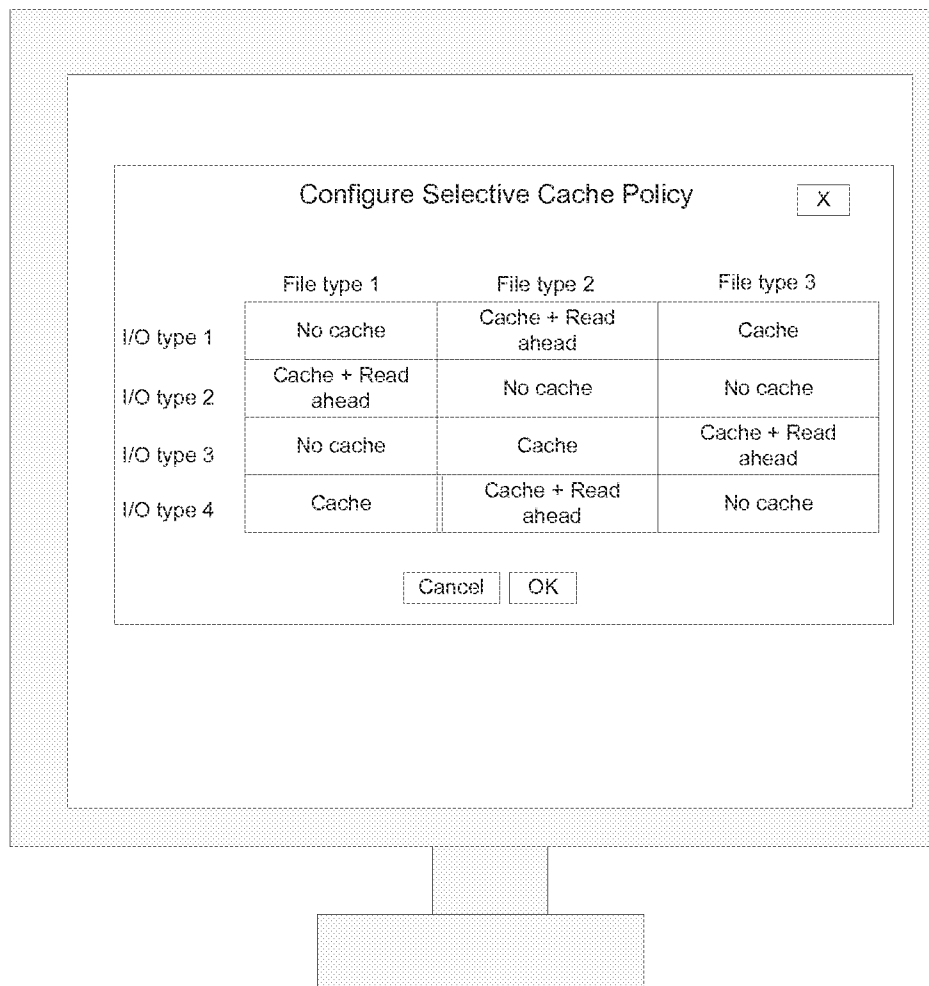 Configure Selective Cache Policy
X
File type 1 File type 2 File type 3
I/O type 1
No cache
Cache + Read
ahead
Cache
I/O type 2
Cache + Read
ahead
No cache
No cache
I/O type 3
No cache
Cache
Cache + Read
ahead
I/O type 4
Cache
Cache + Read
ahead
No cache
Cancel OK